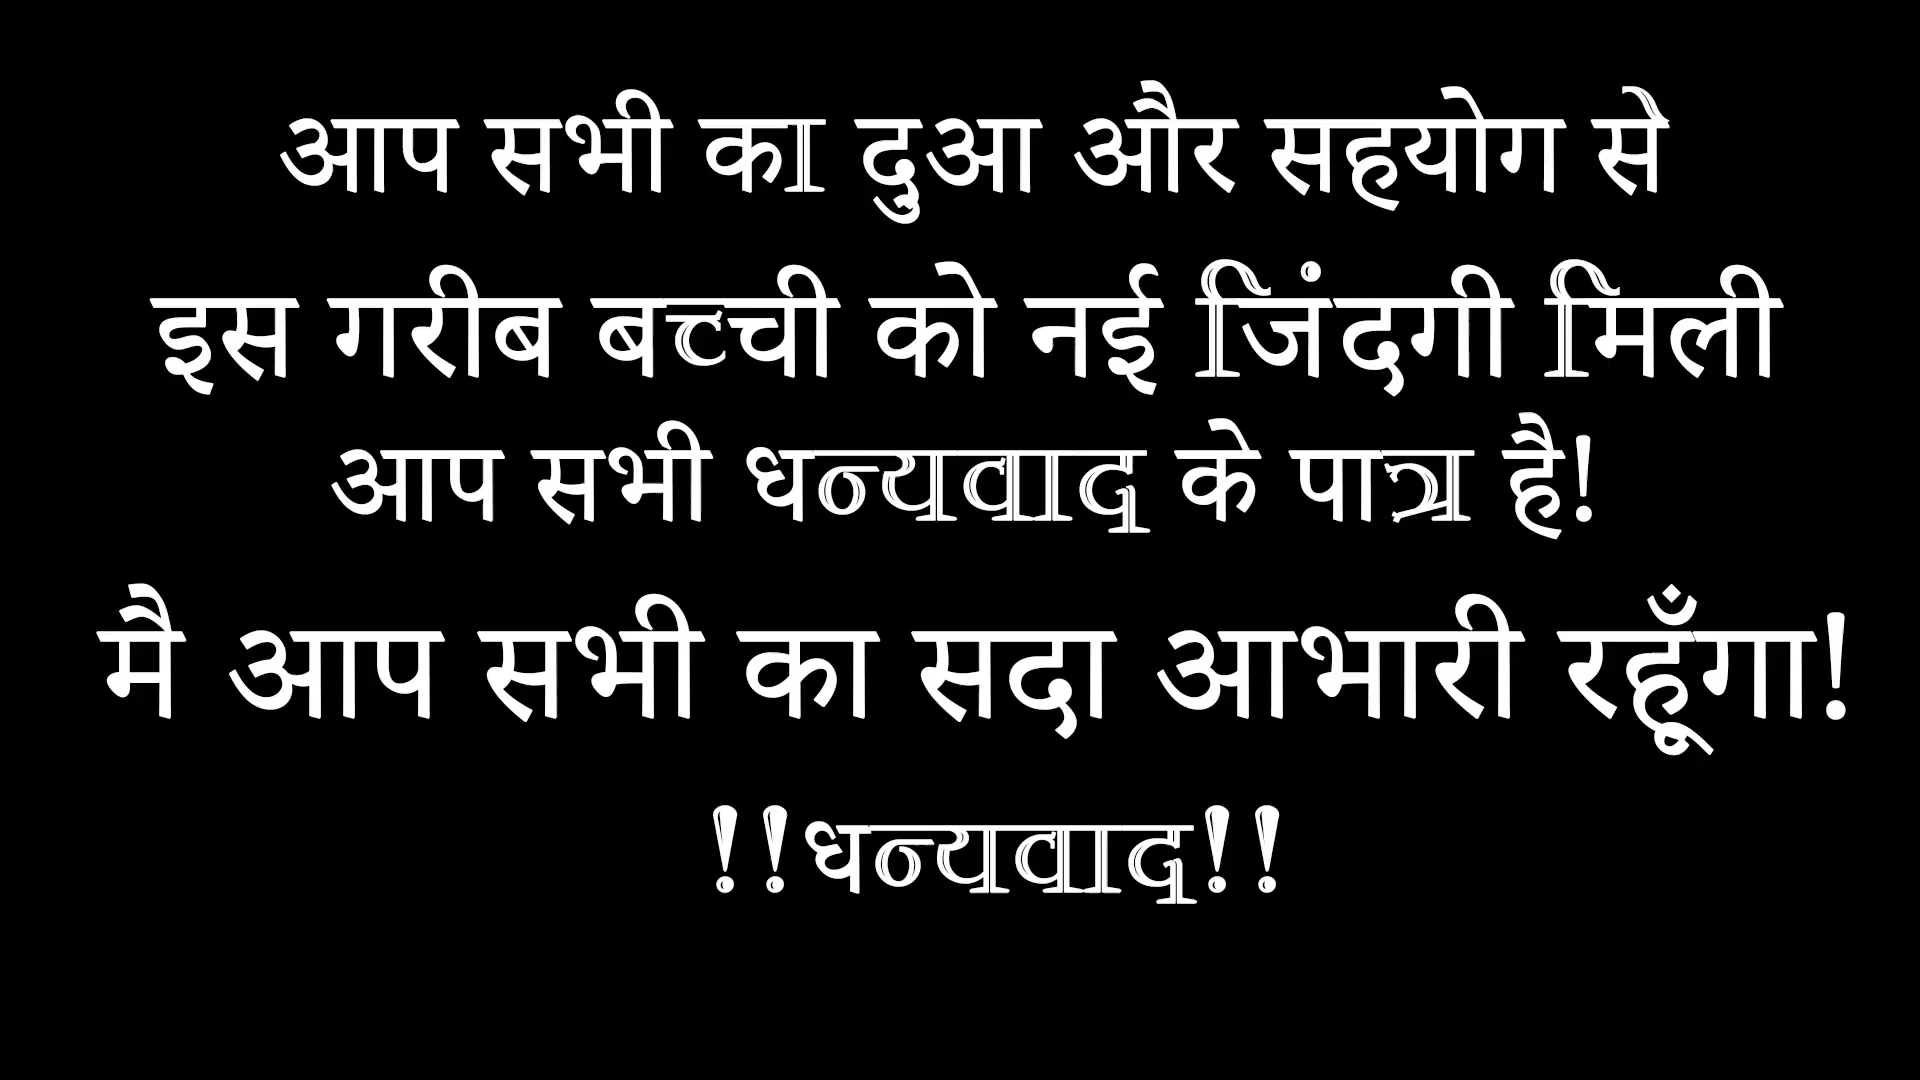 आप सभी का दुआ और सहयोग से
इस गरीब बच्ची को नई जिंदगी मिली
आप सभी धन्यवाद के पात्र है!
मै आप सभी का सदा आभारी रहूँगा!
!!धन्यवाद!!